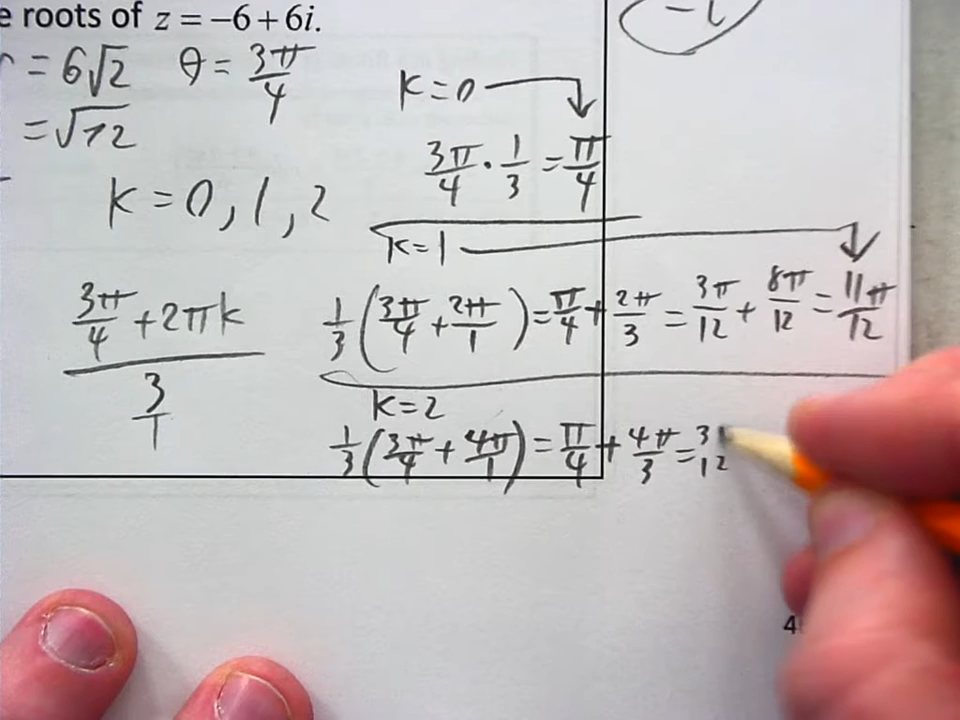 e roots of z = −6 + 6i.
−i
= 6√2 θ = 3π/4
= √72
k = 0, 1, 2
(3π/4 + 2πk) / (3/1)
k = 0
3π/4 · 1/3 = π/4
k = 1
1/3 (3π/4 + 2π/1) = π/4 + 2π/3 = 3π/12 + 8π/12 = 11π/12
k = 2
1/3 (3π/4 + 4π/1) = π/4 + 4π/3 = 3 /12
4